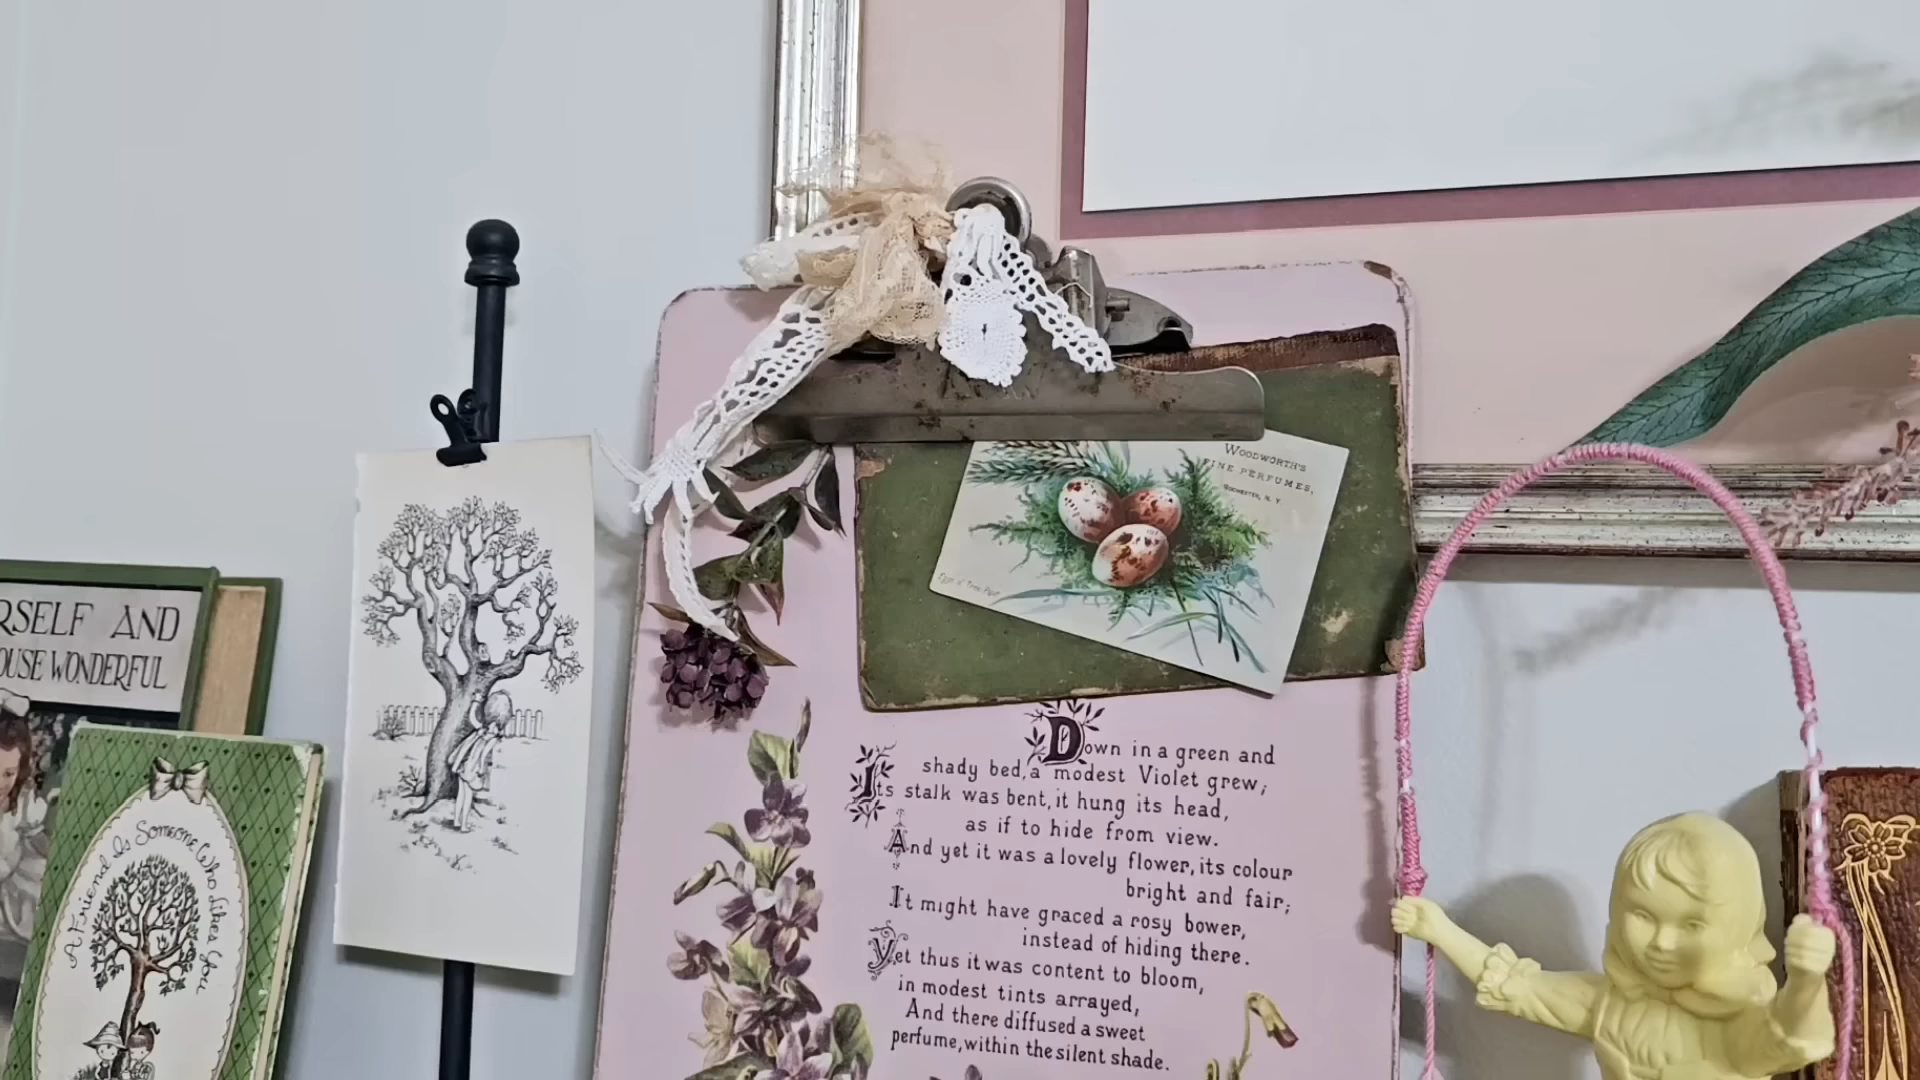 RSELF AND
OUSE WONDERFUL
A Friend Is Someone Who Likes You
WOODWORTH'S
FINE PERFUMES,
ROCHESTER, N. Y.
Down in a green and
shady bed, a modest Violet grew;
Its stalk was bent, it hung its head,
as if to hide from view.
And yet it was a lovely flower, its colour
bright and fair;
It might have graced a rosy bower,
instead of hiding there.
Yet thus it was content to bloom,
in modest tints arrayed,
And there diffused a sweet
perfume, within the silent shade.